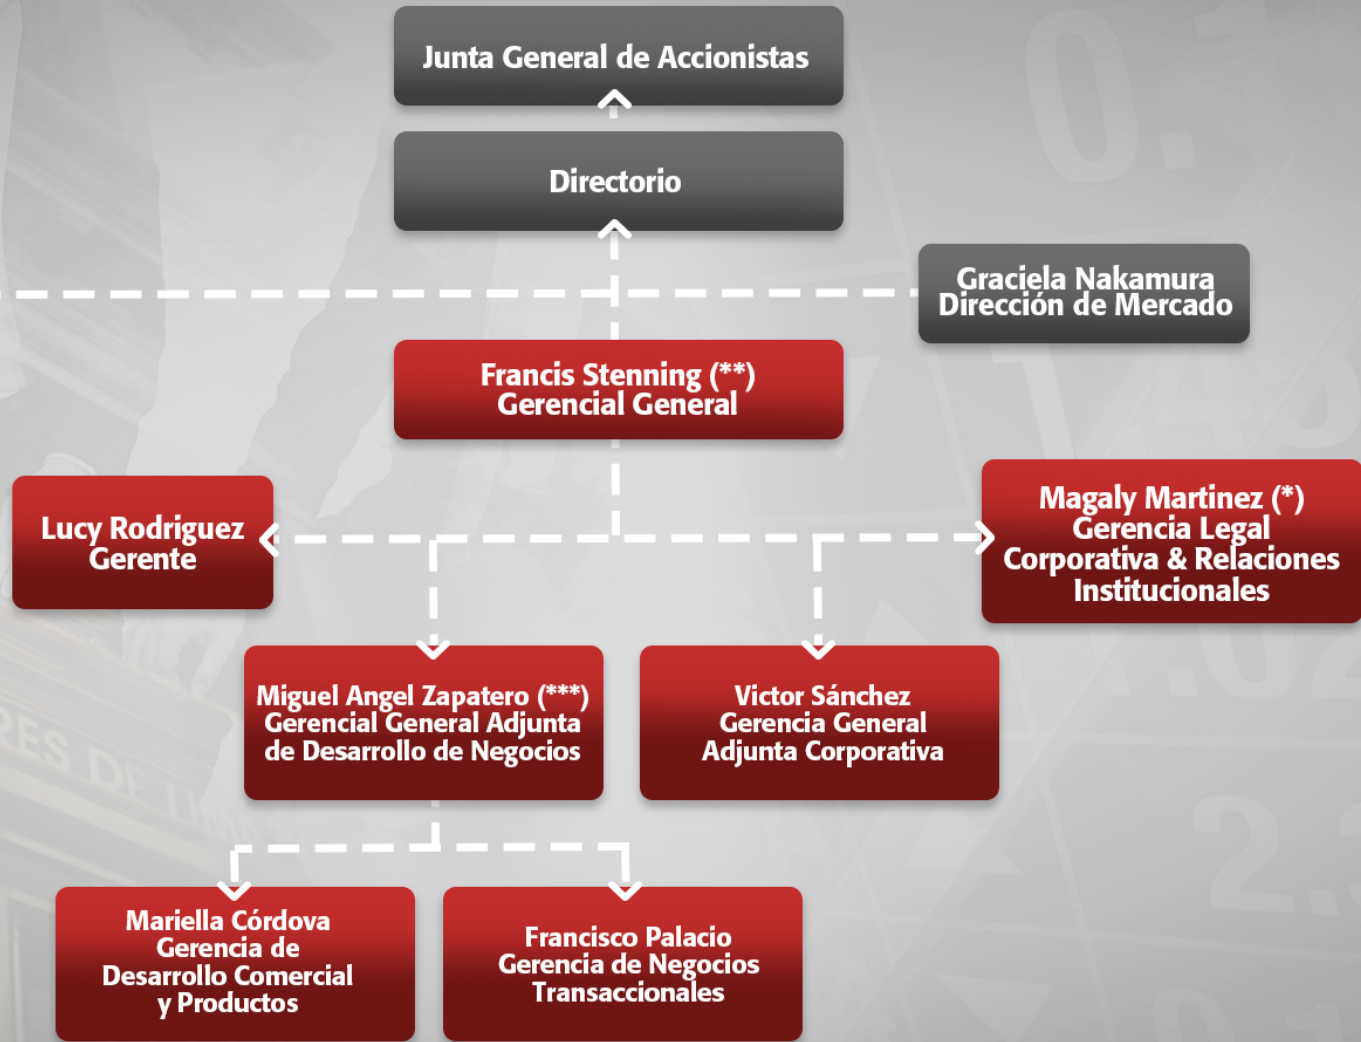 Junta General de Accionistas
Directorio
Graciela Nakamura
Dirección de Mercado
Francis Stenning (**)
Gerencial General
Lucy Rodriguez
Gerente
Magaly Martinez (*)
Gerencia Legal
Corporativa & Relaciones
Institucionales
Miguel Angel Zapatero (***)
Gerencial General Adjunta
de Desarrollo de Negocios
Victor Sánchez
Gerencia General
Adjunta Corporativa
Mariella Córdova
Gerencia de
Desarrollo Comercial
y Productos
Francisco Palacio
Gerencia de Negocios
Transaccionales